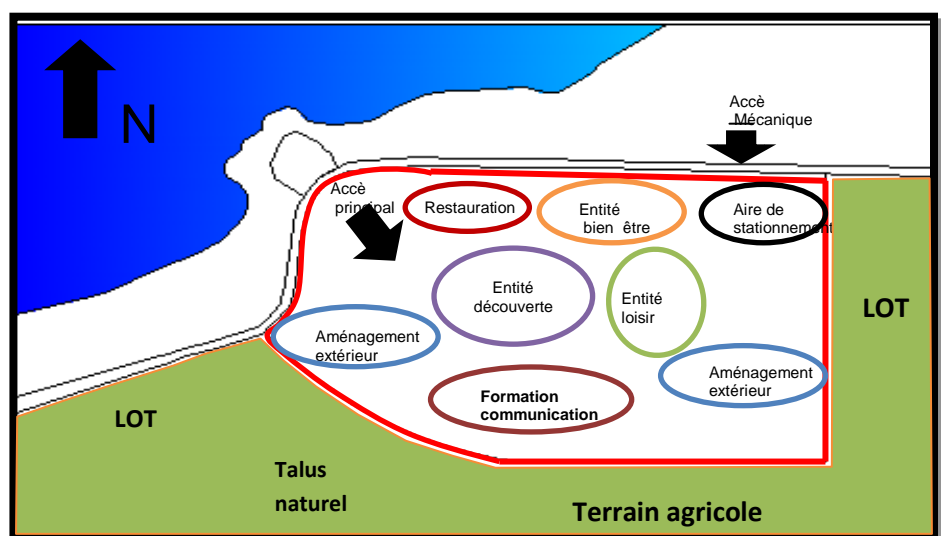 N
Accè
Mécanique
Accè
principal
Restauration
Entité
bien être
Aire de
stationnement
Entité
découverte
Entité
loisir
LOT
Aménagement
extérieur
Aménagement
extérieur
Formation
communication
LOT
Talus
naturel
Terrain agricole